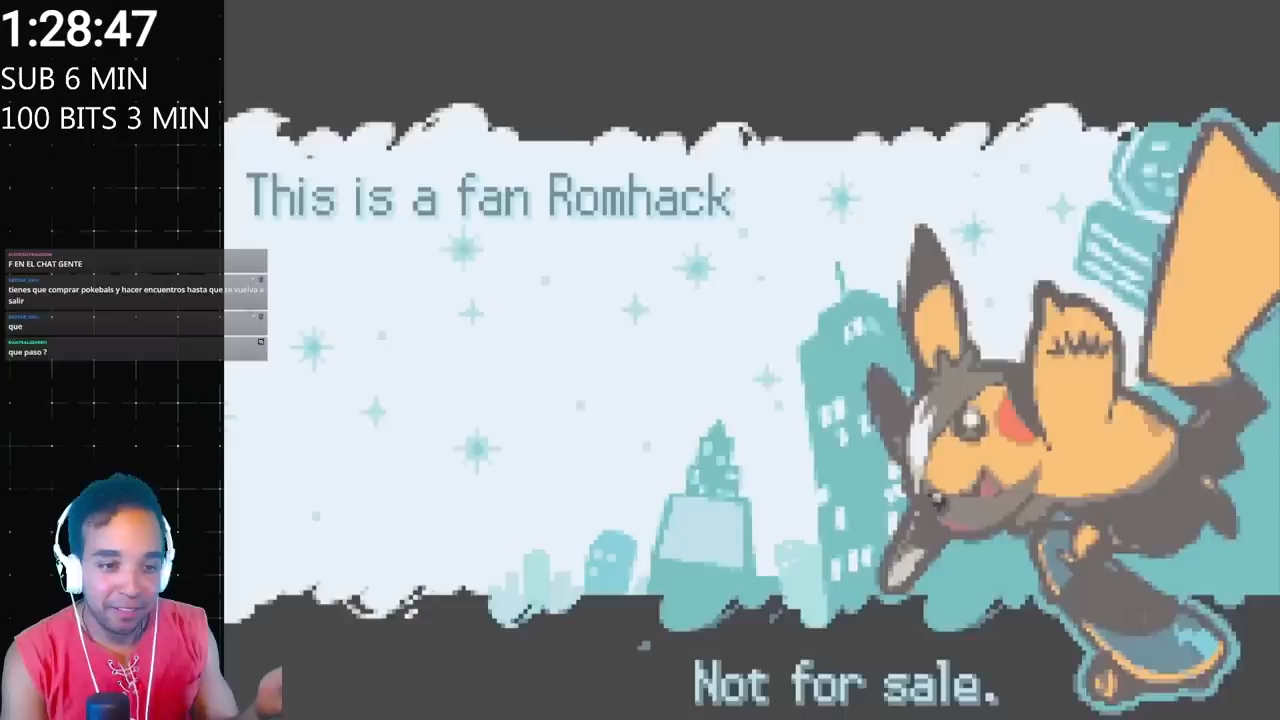 1:28:47
SUB 6 MIN
100 BITS 3 MIN
This is a fan Romhack
F EN EL CHAT GENTE
tienes que comprar pokebals y hacer encuentros hasta que te vuelva a
salir
que
que paso ?
Not for sale.